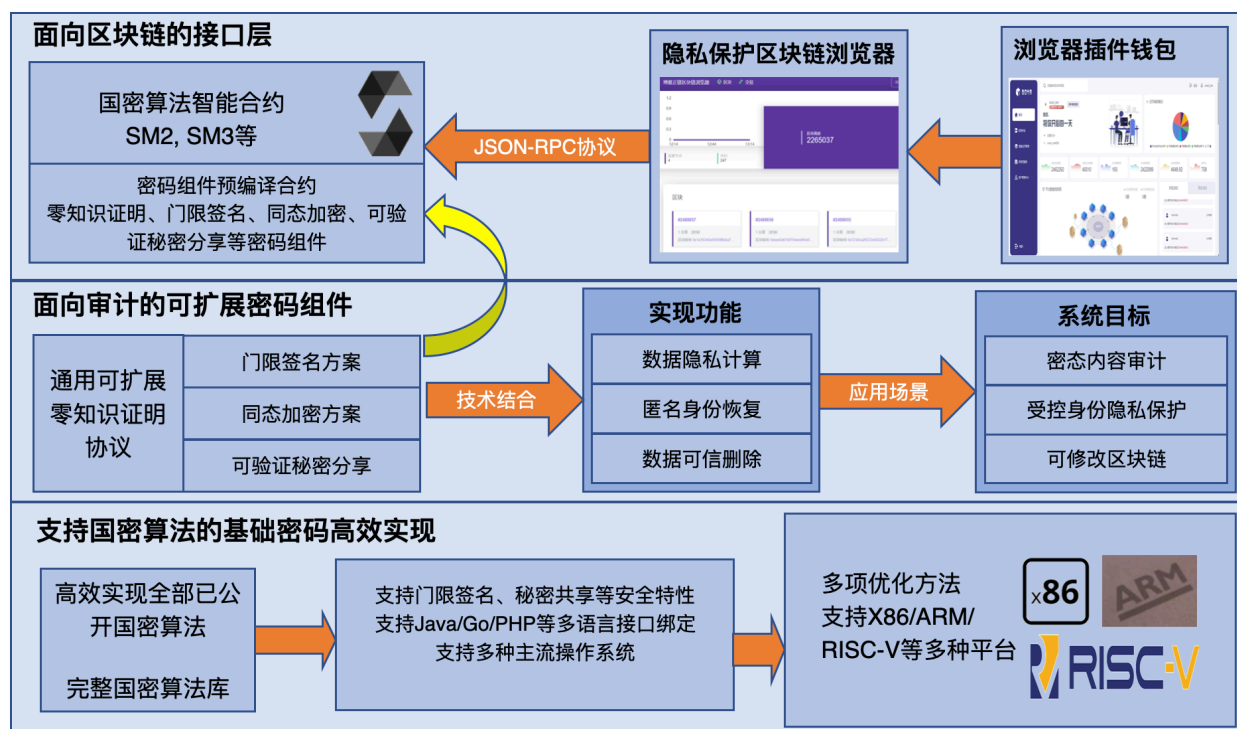 面向区块链的接口层
国密算法智能合约
SM2, SM3等
密码组件预编译合约
零知识证明、门限签名、同态加密、可验
证秘密分享等密码组件
JSON-RPC协议
隐私保护区块链浏览器
2265037
浏览器插件钱包
面向审计的可扩展密码组件
通用可扩展
零知识证明
协议
门限签名方案
同态加密方案
可验证秘密分享
技术结合
实现功能
数据隐私计算
匿名身份恢复
数据可信删除
应用场景
系统目标
密态内容审计
受控身份隐私保护
可修改区块链
支持国密算法的基础密码高效实现
高效实现全部已公
开国密算法
完整国密算法库
支持门限签名、秘密共享等安全特性
支持Java/Go/PHP等多语言接口绑定
支持多种主流操作系统
多项优化方法
支持X86/ARM/
RISC-V等多种平台
x86
ARM
RISC-V